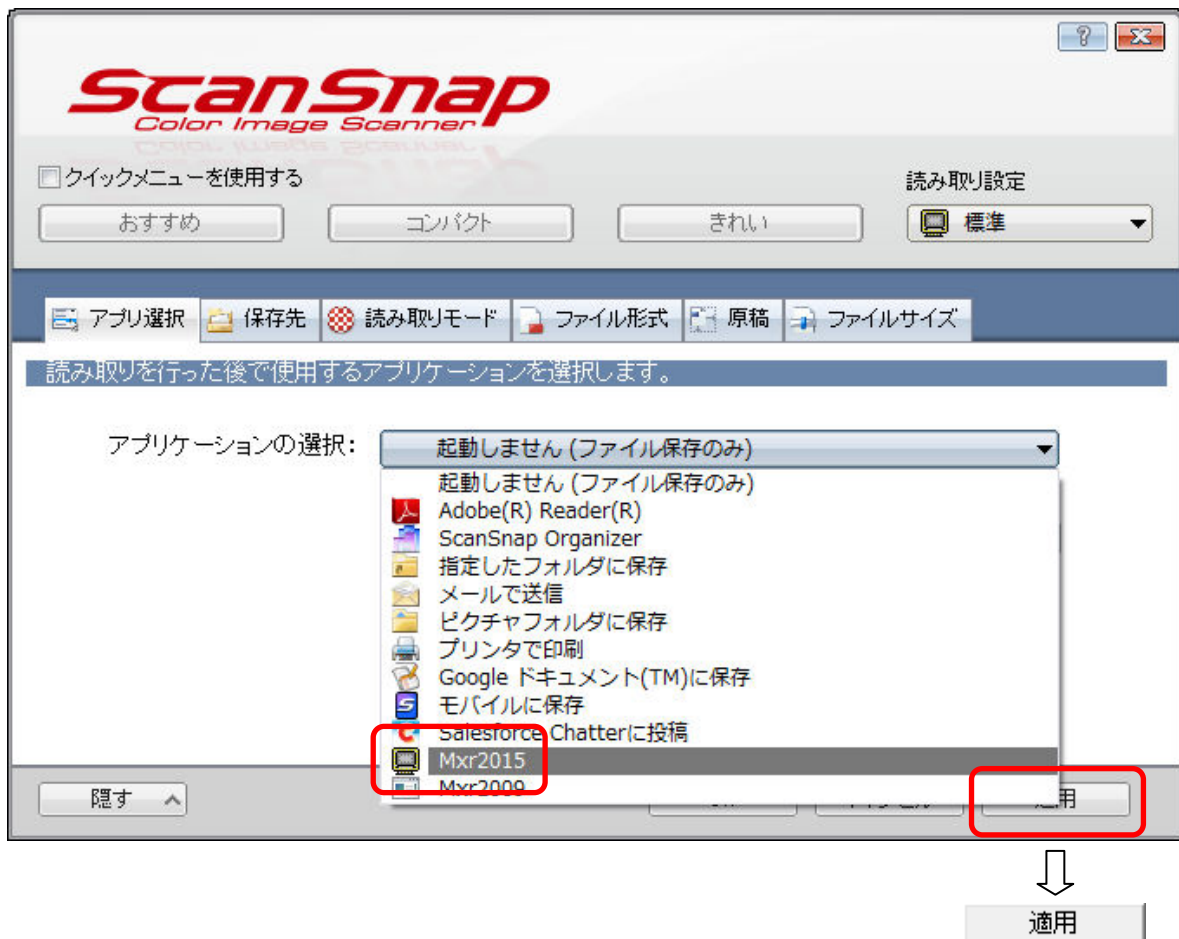 ScanSnap
Color Image Scanner
クイックメニューを使用する
読み取り設定
おすすめ
コンパクト
きれい
標準
アプリ選択
保存先
読み取りモード
ファイル形式
原稿
ファイルサイズ
読み取りを行った後で使用するアプリケーションを選択します。
アプリケーションの選択:
起動しません (ファイル保存のみ)
起動しません (ファイル保存のみ)
Adobe(R) Reader(R)
ScanSnap Organizer
指定したフォルダに保存
メールで送信
ピクチャフォルダに保存
プリンタで印刷
Google ドキュメント(TM)に保存
モバイルに保存
Salesforce Chatterに投稿
Mxr2015
Mxr2009
隠す
適用
適用